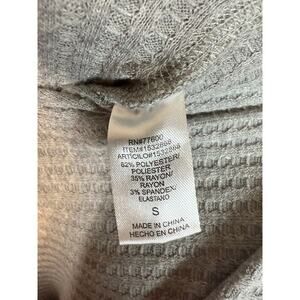 RN#77600
ITEM#1532868
ARTICILO#1532868
62% POLYESTER/
POLIESTER
35% RAYON/
RAYON
3% SPANDEX/
ELASTANO
S
MADE IN CHINA
HECHO EN CHINA